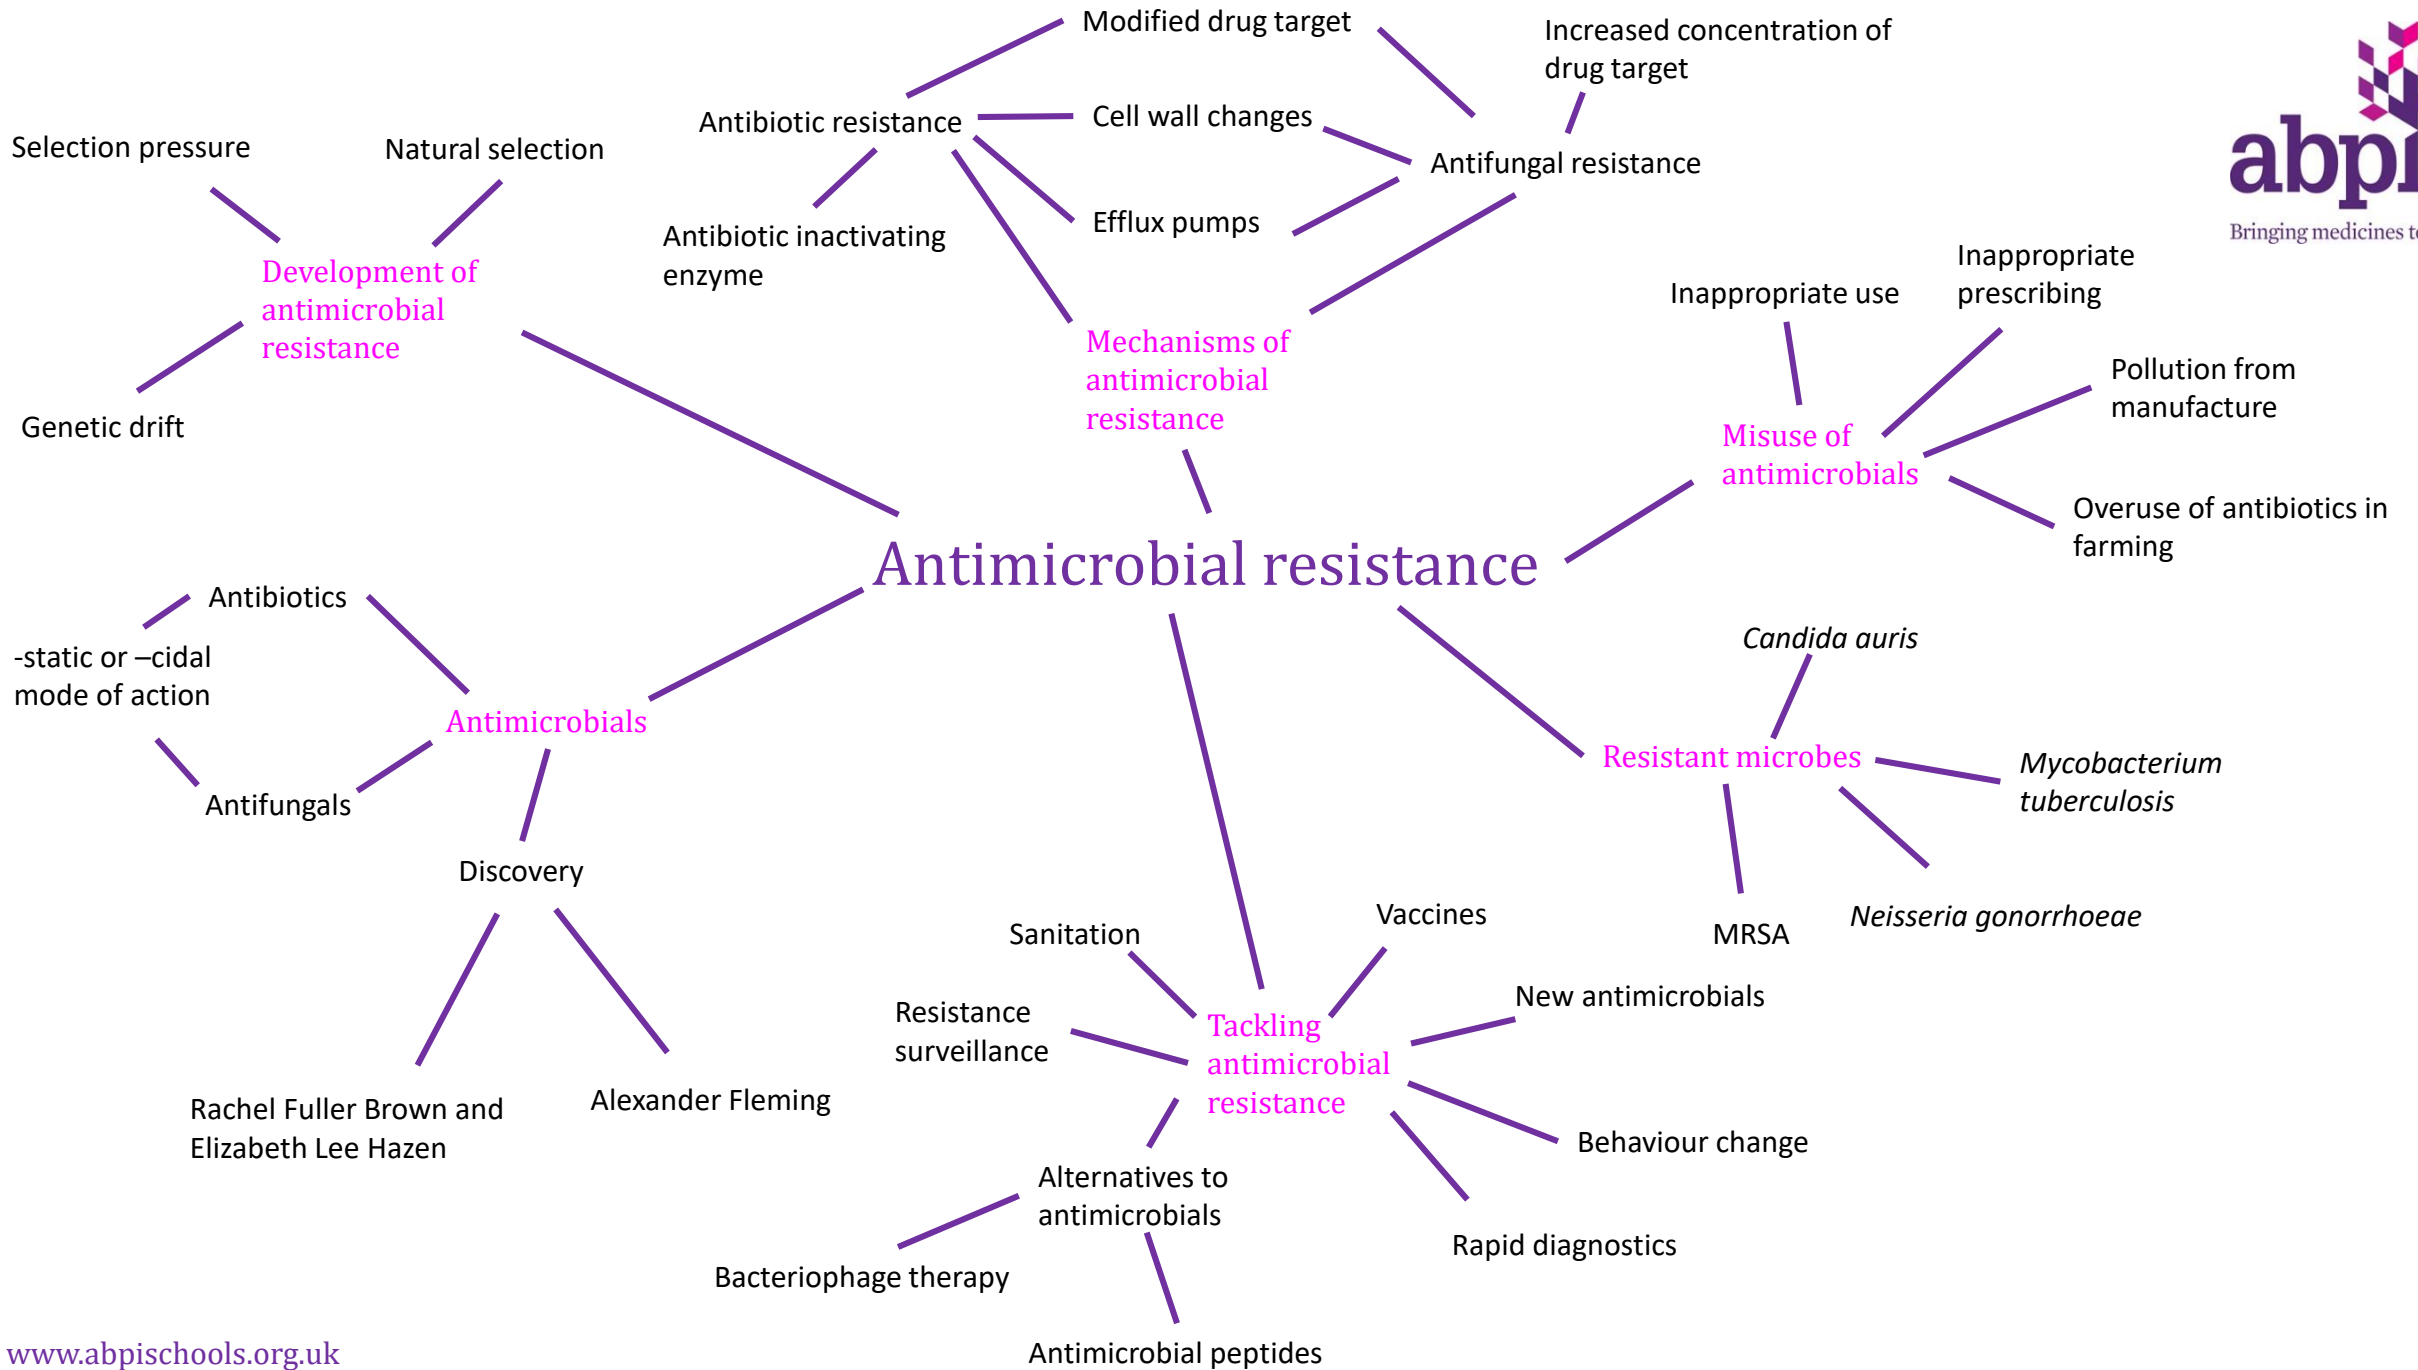 Modified drug target
Increased concentration of
drug target
Antibiotic resistance
Cell wall changes
Selection pressure
Natural selection
Antifungal resistance
Antibiotic inactivating
enzyme
Efflux pumps
abpi
Bringing medicines to
Development of
antimicrobial
resistance
Mechanisms of
antimicrobial
resistance
Inappropriate use
Inappropriate
prescribing
Pollution from
manufacture
Genetic drift
Misuse of
antimicrobials
Overuse of antibiotics in
farming
Antimicrobial resistance
Antibiotics
-static or –cidal
mode of action
Antimicrobials
Antifungals
Candida auris
Resistant microbes
Mycobacterium
tuberculosis
Discovery
Neisseria gonorrhoeae
MRSA
Sanitation
Vaccines
Resistance
surveillance
New antimicrobials
Tackling
antimicrobial
resistance
Rachel Fuller Brown and
Elizabeth Lee Hazen
Alexander Fleming
Behaviour change
Alternatives to
antimicrobials
Rapid diagnostics
Bacteriophage therapy
Antimicrobial peptides
www.abpischools.org.uk